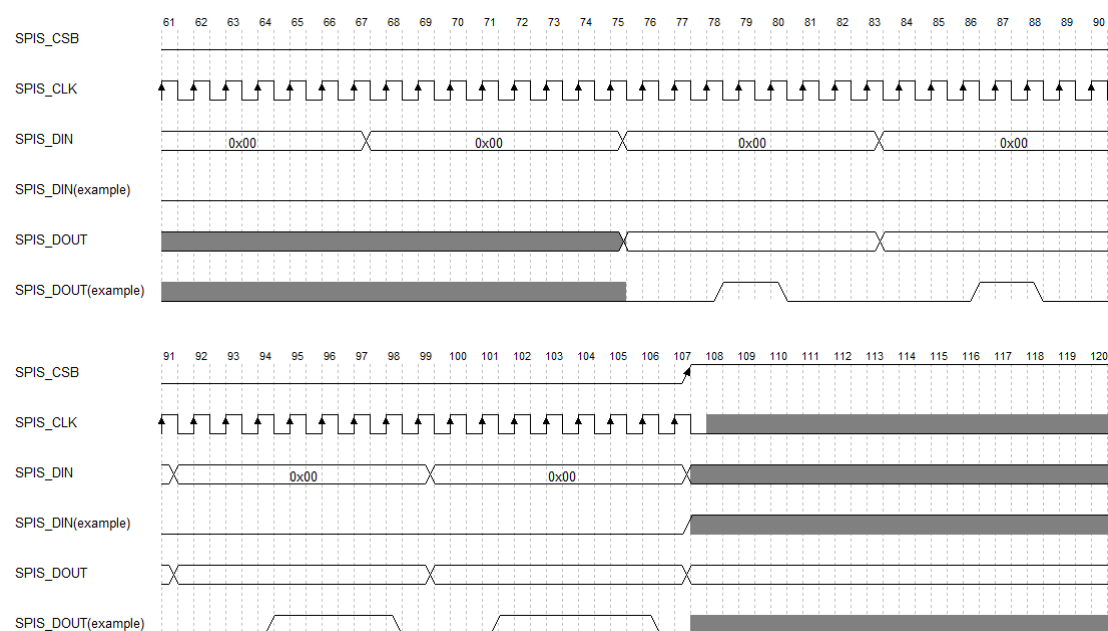 61 62 63 64 65 66 67 68 69 70 71 72 73 74 75 76 77 78 79 80 81 82 83 84 85 86 87 88 89 90
SPIS_CSB
SPIS_CLK
SPIS_DIN 0x00 0x00 0x00 0x00
SPIS_DIN(example)
SPIS_DOUT
SPIS_DOUT(example)
91 92 93 94 95 96 97 98 99 100 101 102 103 104 105 106 107 108 109 110 111 112 113 114 115 116 117 118 119 120
SPIS_CSB
SPIS_CLK
SPIS_DIN 0x00 0x00
SPIS_DIN(example)
SPIS_DOUT
SPIS_DOUT(example)